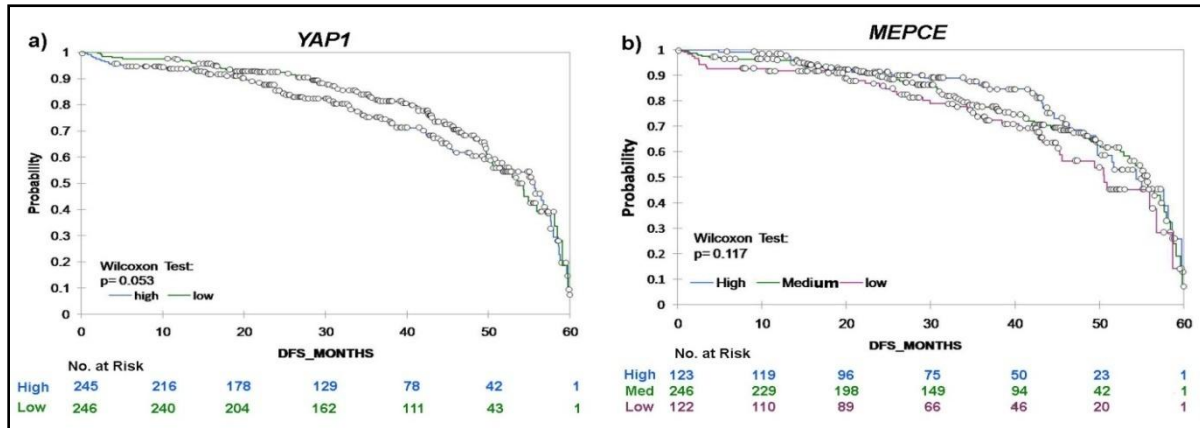 a)
YAP1
1
0.9
0.8
0.7
0.6
0.5
0.4
0.3
0.2
0.1
0
Probability
Wilcoxon Test:
p= 0.053
high low
0 10 20 30 40 50 60
DFS_MONTHS
No. at Risk
High 245 216 178 129 78 42 1
Low 246 240 204 162 111 43 1
b)
MEPCE
1
0.9
0.8
0.7
0.6
0.5
0.4
0.3
0.2
0.1
0
Probability
Wilcoxon Test:
p= 0.117
High Medium low
0 10 20 30 40 50 60
DFS_MONTHS
No. at Risk
High 123 119 96 75 50 23 1
Med 246 229 198 149 94 42 1
Low 122 110 89 66 46 20 1